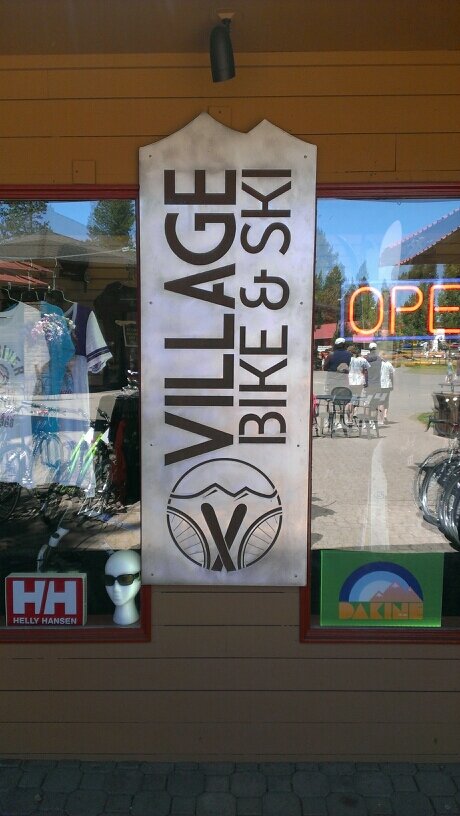 VILLAGE
BIKE & SKI
OPE
HH
HELLY HANSEN
DAKINE